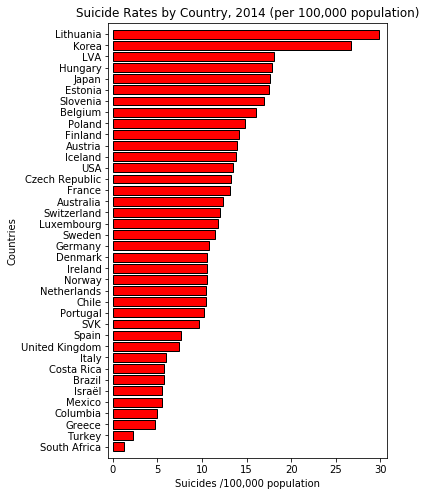 Suicide Rates by Country, 2014 (per 100,000 population)
Lithuania
Korea
LVA
Hungary
Japan
Estonia
Slovenia
Belgium
Poland
Finland
Austria
Iceland
USA
Czech Republic
France
Australia
Switzerland
Luxembourg
Sweden
Germany
Denmark
Ireland
Norway
Netherlands
Chile
Portugal
SVK
Spain
United Kingdom
Italy
Costa Rica
Brazil
Israël
Mexico
Columbia
Greece
Turkey
South Africa
Countries
0 5 10 15 20 25 30
Suicides /100,000 population